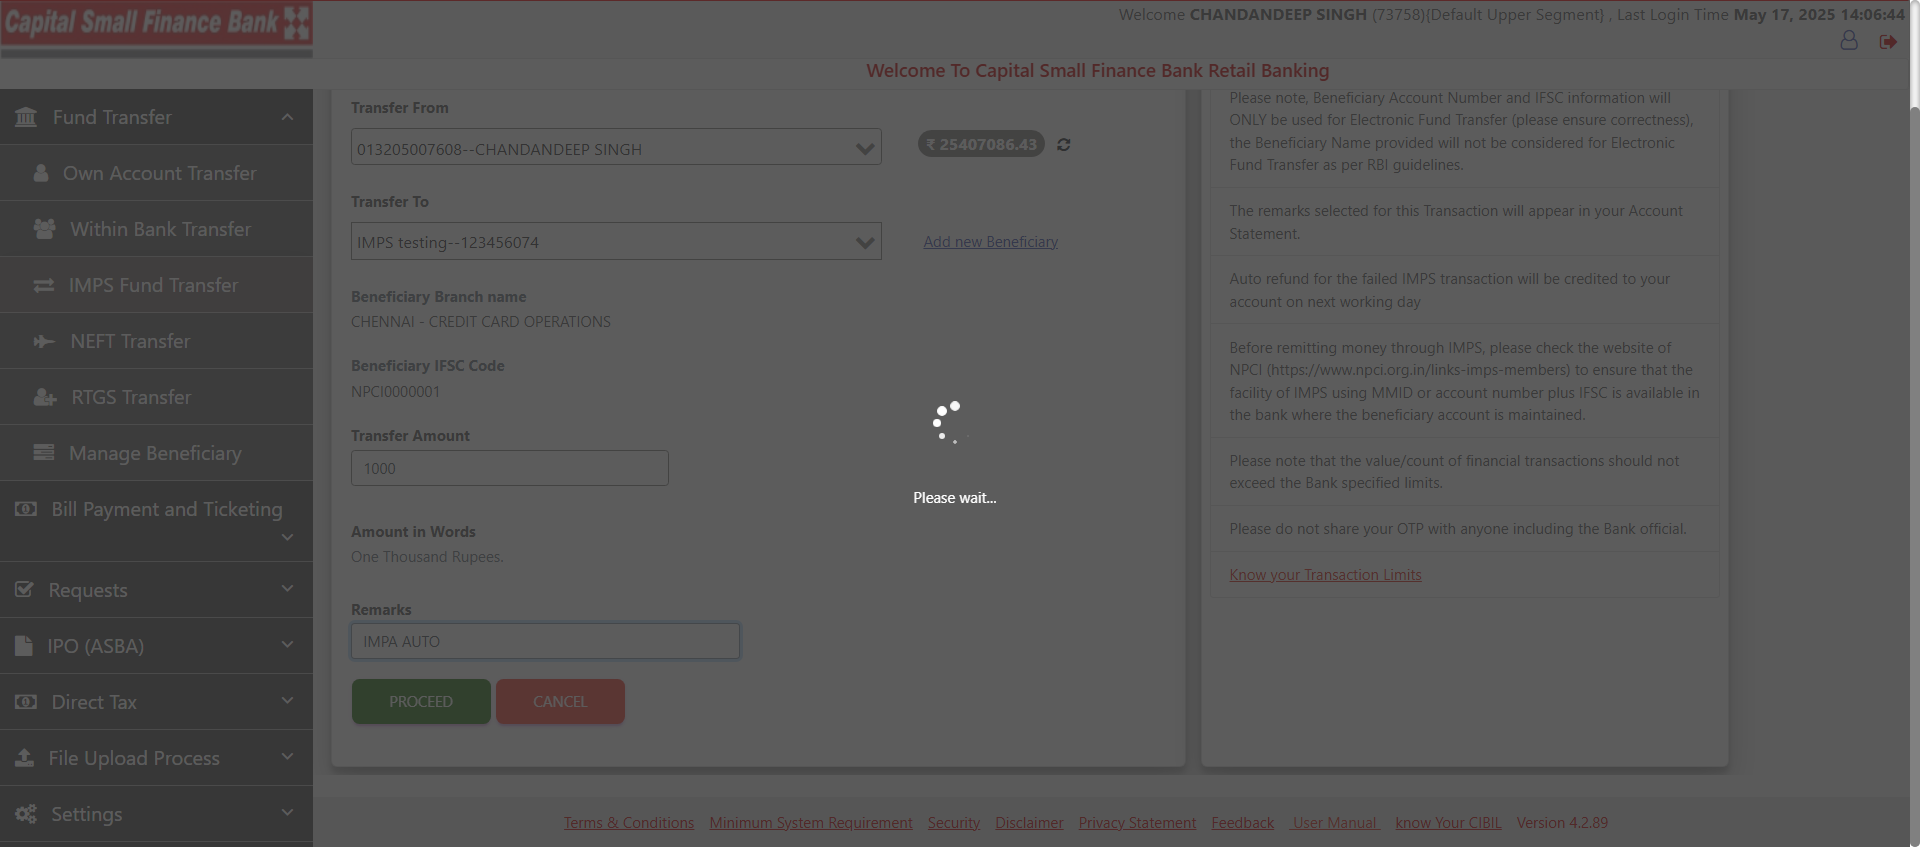 Capital Small Finance Bank
Welcome CHANDANDEEP SINGH (73758){Default Upper Segment} , Last Login Time May 17, 2025 14:06:44
Welcome To Capital Small Finance Bank Retail Banking
Fund Transfer
Own Account Transfer
Within Bank Transfer
IMPS Fund Transfer
NEFT Transfer
RTGS Transfer
Manage Beneficiary
Bill Payment and Ticketing
Requests
IPO (ASBA)
Direct Tax
File Upload Process
Settings
Transfer From
013205007608--CHANDANDEEP SINGH
₹ 25407086.43
Transfer To
IMPS testing--123456074
Add new Beneficiary
Beneficiary Branch name
CHENNAI - CREDIT CARD OPERATIONS
Beneficiary IFSC Code
NPCI0000001
Transfer Amount
1000
Amount in Words
One Thousand Rupees.
Remarks
IMPA AUTO
PROCEED
CANCEL
Please wait...
Please note, Beneficiary Account Number and IFSC information will
ONLY be used for Electronic Fund Transfer (please ensure correctness),
the Beneficiary Name provided will not be considered for Electronic
Fund Transfer as per RBI guidelines.
The remarks selected for this Transaction will appear in your Account
Statement.
Auto refund for the failed IMPS transaction will be credited to your
account on next working day
Before remitting money through IMPS, please check the website of
NPCI (https://www.npci.org.in/links-imps-members) to ensure that the
facility of IMPS using MMID or account number plus IFSC is available in
the bank where the beneficiary account is maintained.
Please note that the value/count of financial transactions should not
exceed the Bank specified limits.
Please do not share your OTP with anyone including the Bank official.
Know your Transaction Limits
Terms & Conditions Minimum System Requirement Security Disclaimer Privacy Statement Feedback User Manual know Your CIBIL Version 4.2.89